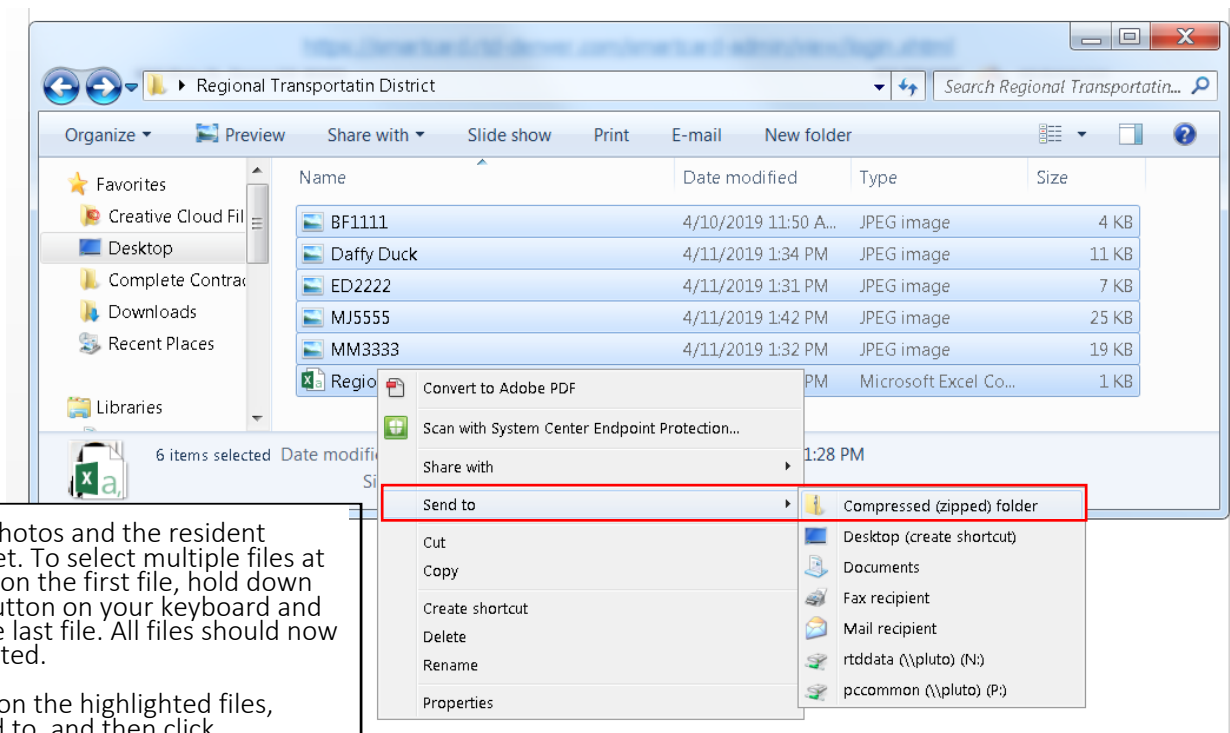 Regional Transportatin District
Search Regional Transportatin...
Organize Preview Share with Slide show Print E-mail New folder
Name Date modified Type Size
Favorites
Creative Cloud Fil
Desktop
Complete Contrac
Downloads
Recent Places
Libraries
BF1111 4/10/2019 11:50 A... JPEG image 4 KB
Daffy Duck 4/11/2019 1:34 PM JPEG image 11 KB
ED2222 4/11/2019 1:31 PM JPEG image 7 KB
MJ5555 4/11/2019 1:42 PM JPEG image 25 KB
MM3333 4/11/2019 1:32 PM JPEG image 19 KB
Regio PM Microsoft Excel Co... 1 KB
6 items selected Date modifi 1:28 PM
Si
Convert to Adobe PDF
Scan with System Center Endpoint Protection...
Share with
Send to
Cut
Copy
Create shortcut
Delete
Rename
Properties
Compressed (zipped) folder
Desktop (create shortcut)
Documents
Fax recipient
Mail recipient
rtddata (\\pluto) (N:)
pccommon (\\pluto) (P:)
hotos and the resident
et. To select multiple files at
on the first file, hold down
utton on your keyboard and
e last file. All files should now
ted.
on the highlighted files,
d to, and then click